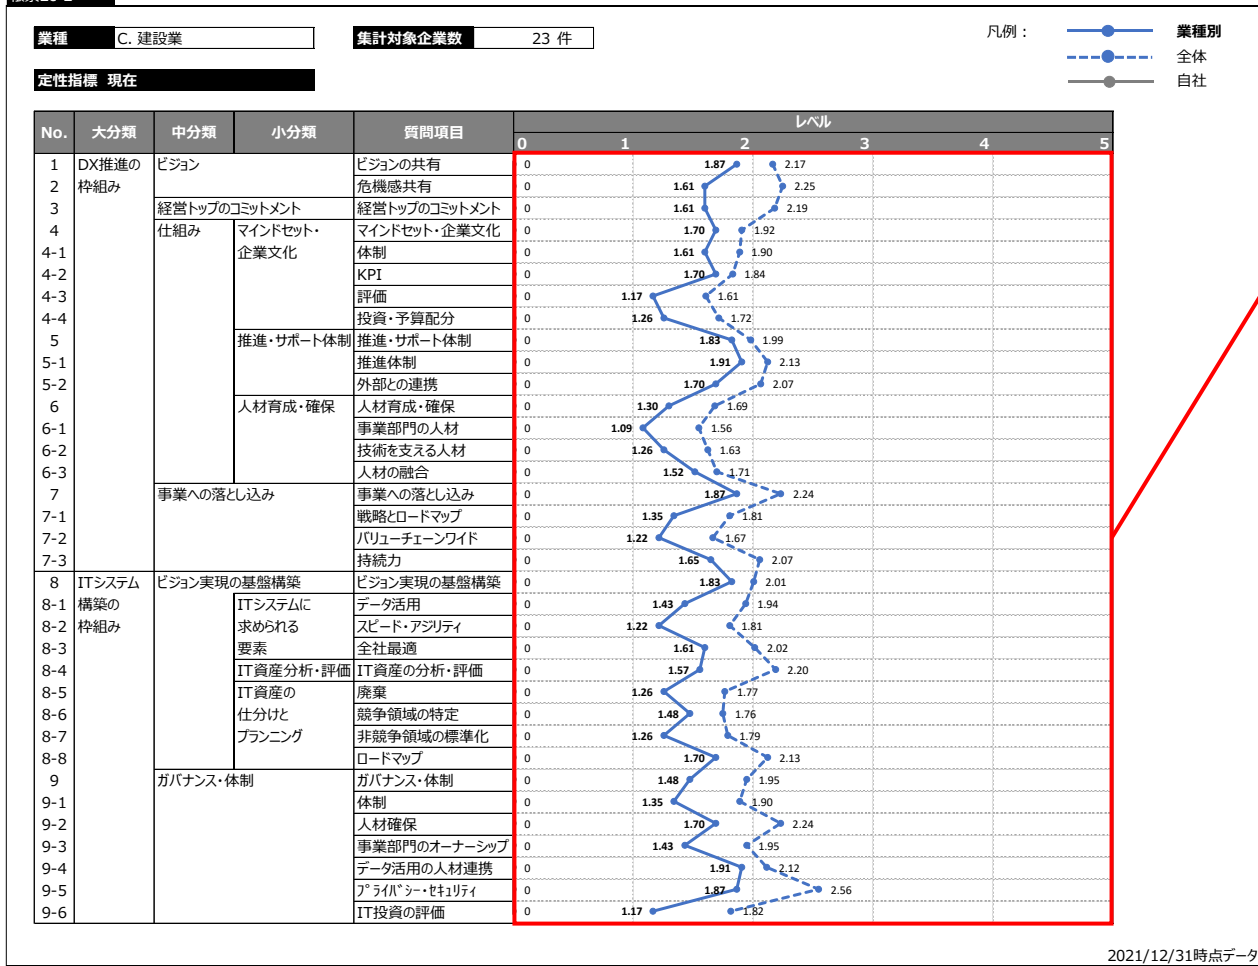 業種 C. 建設業 集計対象企業数 23 件 凡例： 業種別
全体
定性指標 現在 自社
No. 大分類 中分類 小分類 質問項目 レベル
0 1 2 3 4 5
1 DX推進の ビジョン ビジョンの共有 0 1.87 2.17
2 枠組み 危機感共有 0 1.61 2.25
3 経営トップのコミットメント 経営トップのコミットメント 0 1.61 2.19
4 仕組み マインドセット・ マインドセット・企業文化 0 1.70 1.92
4-1 企業文化 体制 0 1.61 1.90
4-2 KPI 0 1.70 1.84
4-3 評価 0 1.17 1.61
4-4 投資・予算配分 0 1.26 1.72
5 推進・サポート体制 推進・サポート体制 0 1.83 1.99
5-1 推進体制 0 1.91 2.13
5-2 外部との連携 0 1.70 2.07
6 人材育成・確保 人材育成・確保 0 1.30 1.69
6-1 事業部門の人材 0 1.09 1.56
6-2 技術を支える人材 0 1.26 1.63
6-3 人材の融合 0 1.52 1.71
7 事業への落とし込み 事業への落とし込み 0 1.87 2.24
7-1 戦略とロードマップ 0 1.35 1.81
7-2 バリューチェーンワイド 0 1.22 1.67
7-3 持続力 0 1.65 2.07
8 ITシステム ビジョン実現の基盤構築 ビジョン実現の基盤構築 0 1.83 2.01
8-1 構築の ITシステムに データ活用 0 1.43 1.94
8-2 枠組み 求められる スピード・アジリティ 0 1.22 1.81
8-3 要素 全社最適 0 1.61 2.02
8-4 IT資産分析・評価 IT資産の分析・評価 0 1.57 2.20
8-5 IT資産の 廃棄 0 1.26 1.77
8-6 仕分けと 競争領域の特定 0 1.48 1.76
8-7 プランニング 非競争領域の標準化 0 1.26 1.79
8-8 ロードマップ 0 1.70 2.13
9 ガバナンス・体制 ガバナンス・体制 0 1.48 1.95
9-1 体制 0 1.35 1.90
9-2 人材確保 0 1.70 2.24
9-3 事業部門のオーナーシップ 0 1.43 1.95
9-4 データ活用の人材連携 0 1.91 2.12
9-5 ﾌﾟﾗｲﾊﾞｼｰ・ｾｷｭﾘﾃｨ 0 1.87 2.56
9-6 IT投資の評価 0 1.17 1.82
2021/12/31時点データ